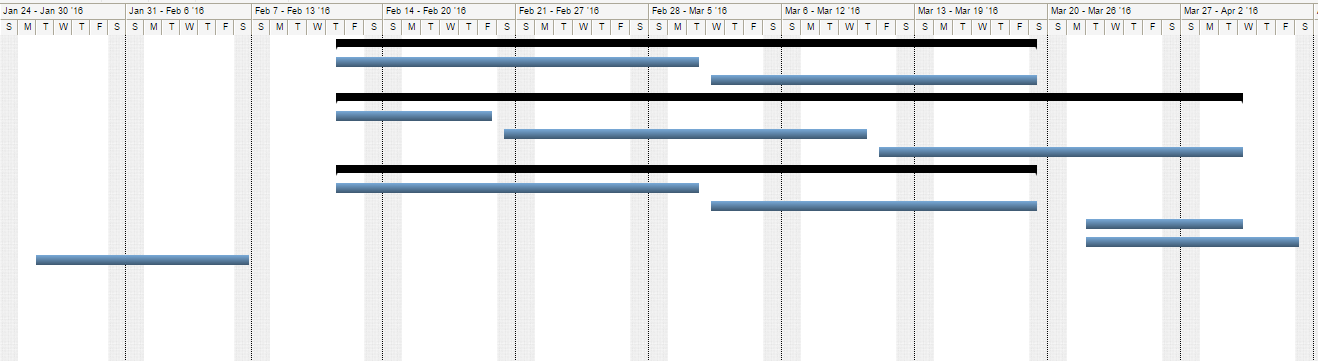 Jan 24 - Jan 30 '16 Jan 31 - Feb 6 '16 Feb 7 - Feb 13 '16 Feb 14 - Feb 20 '16 Feb 21 - Feb 27 '16 Feb 28 - Mar 5 '16 Mar 6 - Mar 12 '16 Mar 13 - Mar 19 '16 Mar 20 - Mar 26 '16 Mar 27 - Apr 2 '16
S M T W T F S S M T W T F S S M T W T F S S M T W T F S S M T W T F S S M T W T F S S M T W T F S S M T W T F S S M T W T F S S M T W T F S